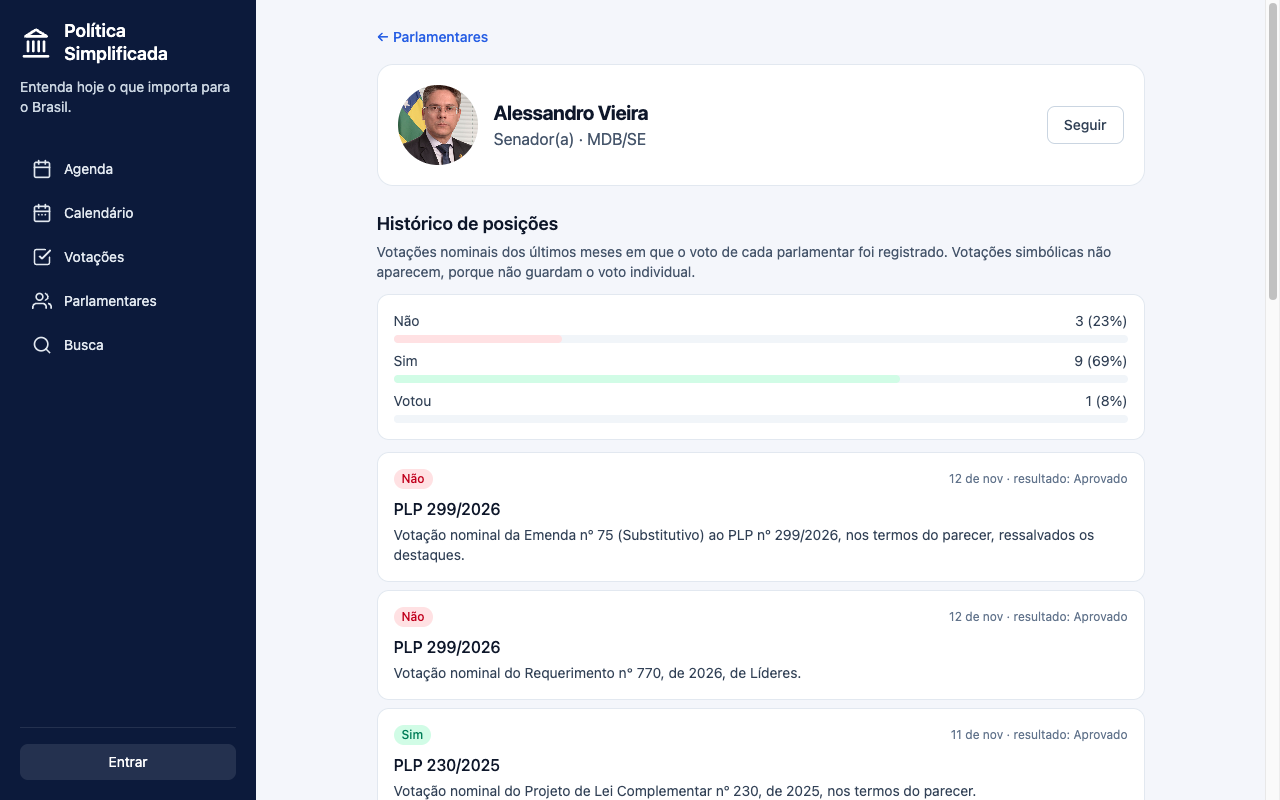 Política
Simplificada
Entenda hoje o que importa para
o Brasil.
Agenda
Calendário
Votações
Parlamentares
Busca
Entrar
← Parlamentares
Alessandro Vieira
Senador(a) · MDB/SE
Seguir
Histórico de posições
Votações nominais dos últimos meses em que o voto de cada parlamentar foi registrado. Votações simbólicas não
aparecem, porque não guardam o voto individual.
Não 3 (23%)
Sim 9 (69%)
Votou 1 (8%)
Não 12 de nov · resultado: Aprovado
PLP 299/2026
Votação nominal da Emenda nº 75 (Substitutivo) ao PLP nº 299/2026, nos termos do parecer, ressalvados os
destaques.
Não 12 de nov · resultado: Aprovado
PLP 299/2026
Votação nominal do Requerimento nº 770, de 2026, de Líderes.
Sim 11 de nov · resultado: Aprovado
PLP 230/2025
Votação nominal do Projeto de Lei Complementar nº 230, de 2025, nos termos do parecer.